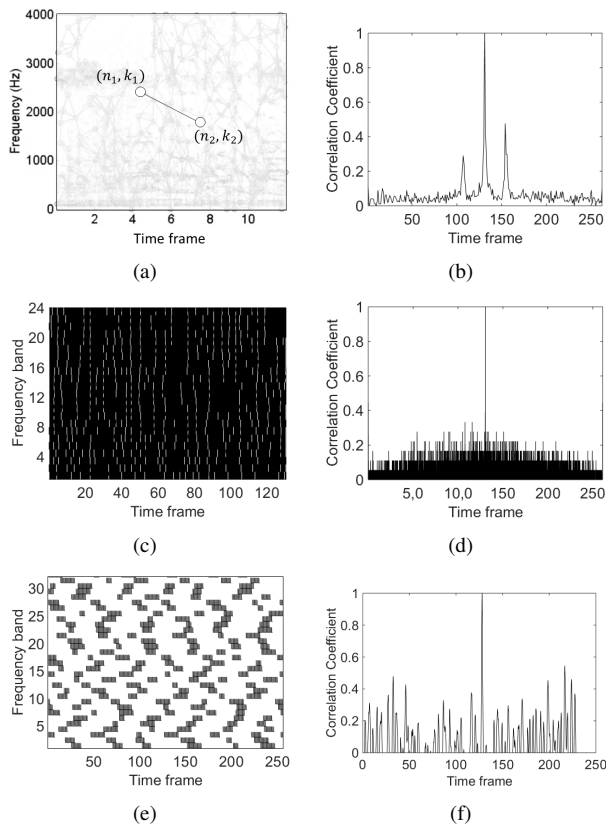 4000
3000
2000
1000
0
Frequency (Hz)
(n₁, k₁)
(n₂, k₂)
2 4 6 8 10
Time frame
(a)
1
0.8
0.6
0.4
0.2
0
Correlation Coefficient
50 100 150 200 250
Time frame
(b)
24
20
16
12
8
4
Frequency band
20 40 60 80 100 120
Time frame
(c)
1
0.8
0.6
0.4
0.2
0
Correlation Coefficient
5,0 10,0 150 200 250
Time frame
(d)
30
25
20
15
10
5
Frequency band
50 100 150 200 250
Time frame
(e)
1
0.8
0.6
0.4
0.2
0
Correlation Coefficient
0 50 100 150 200 250
Time frame
(f)